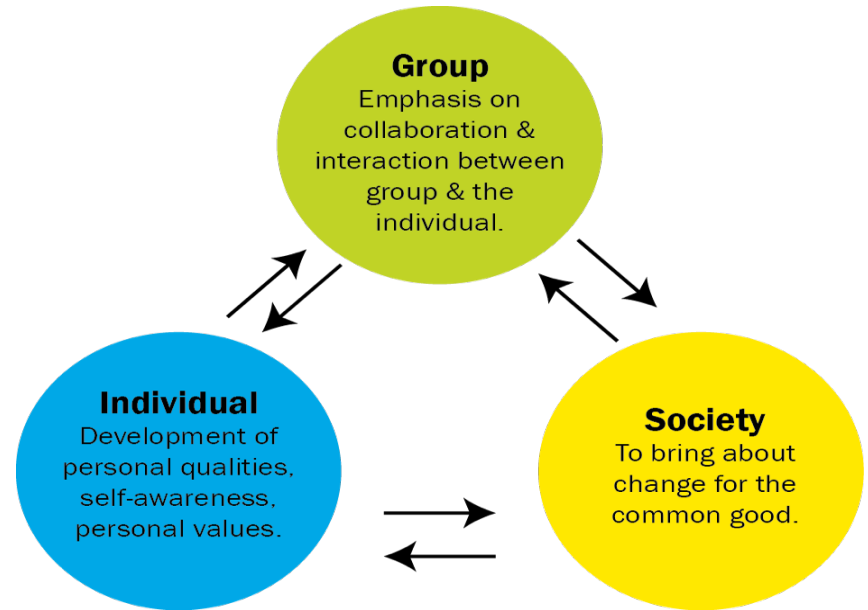 Group
Emphasis on
collaboration &
interaction between
group & the
individual.
Individual
Development of
personal qualities,
self-awareness,
personal values.
Society
To bring about
change for the
common good.